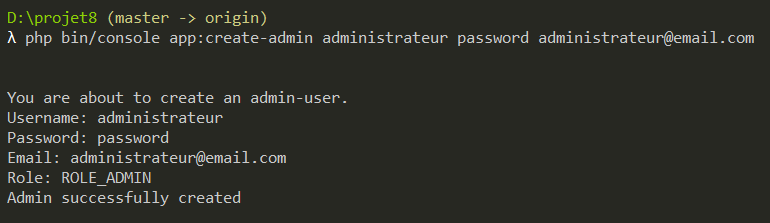 D:\projet8 (master -> origin)
λ php bin/console app:create-admin administrateur password administrateur@email.com
You are about to create an admin-user.
Username: administrateur
Password: password
Email: administrateur@email.com
Role: ROLE_ADMIN
Admin successfully created